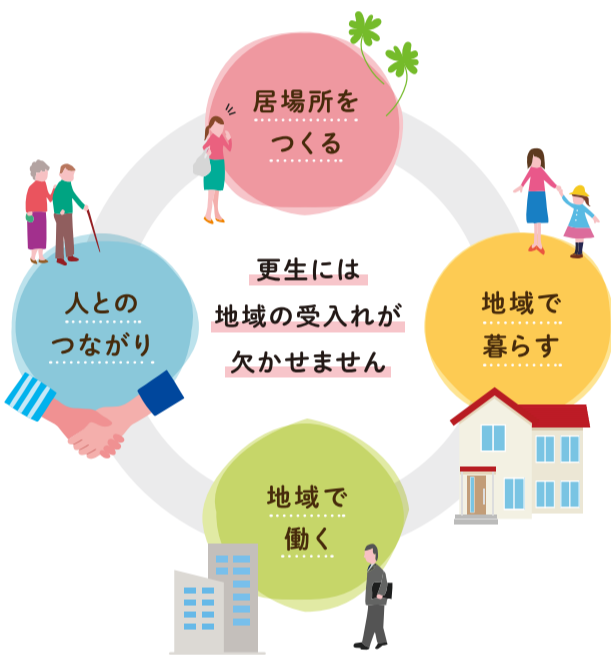 居場所を
つくる
人との
つながり
更生には
地域の受入れが
欠かせません
地域で
暮らす
地域で
働く